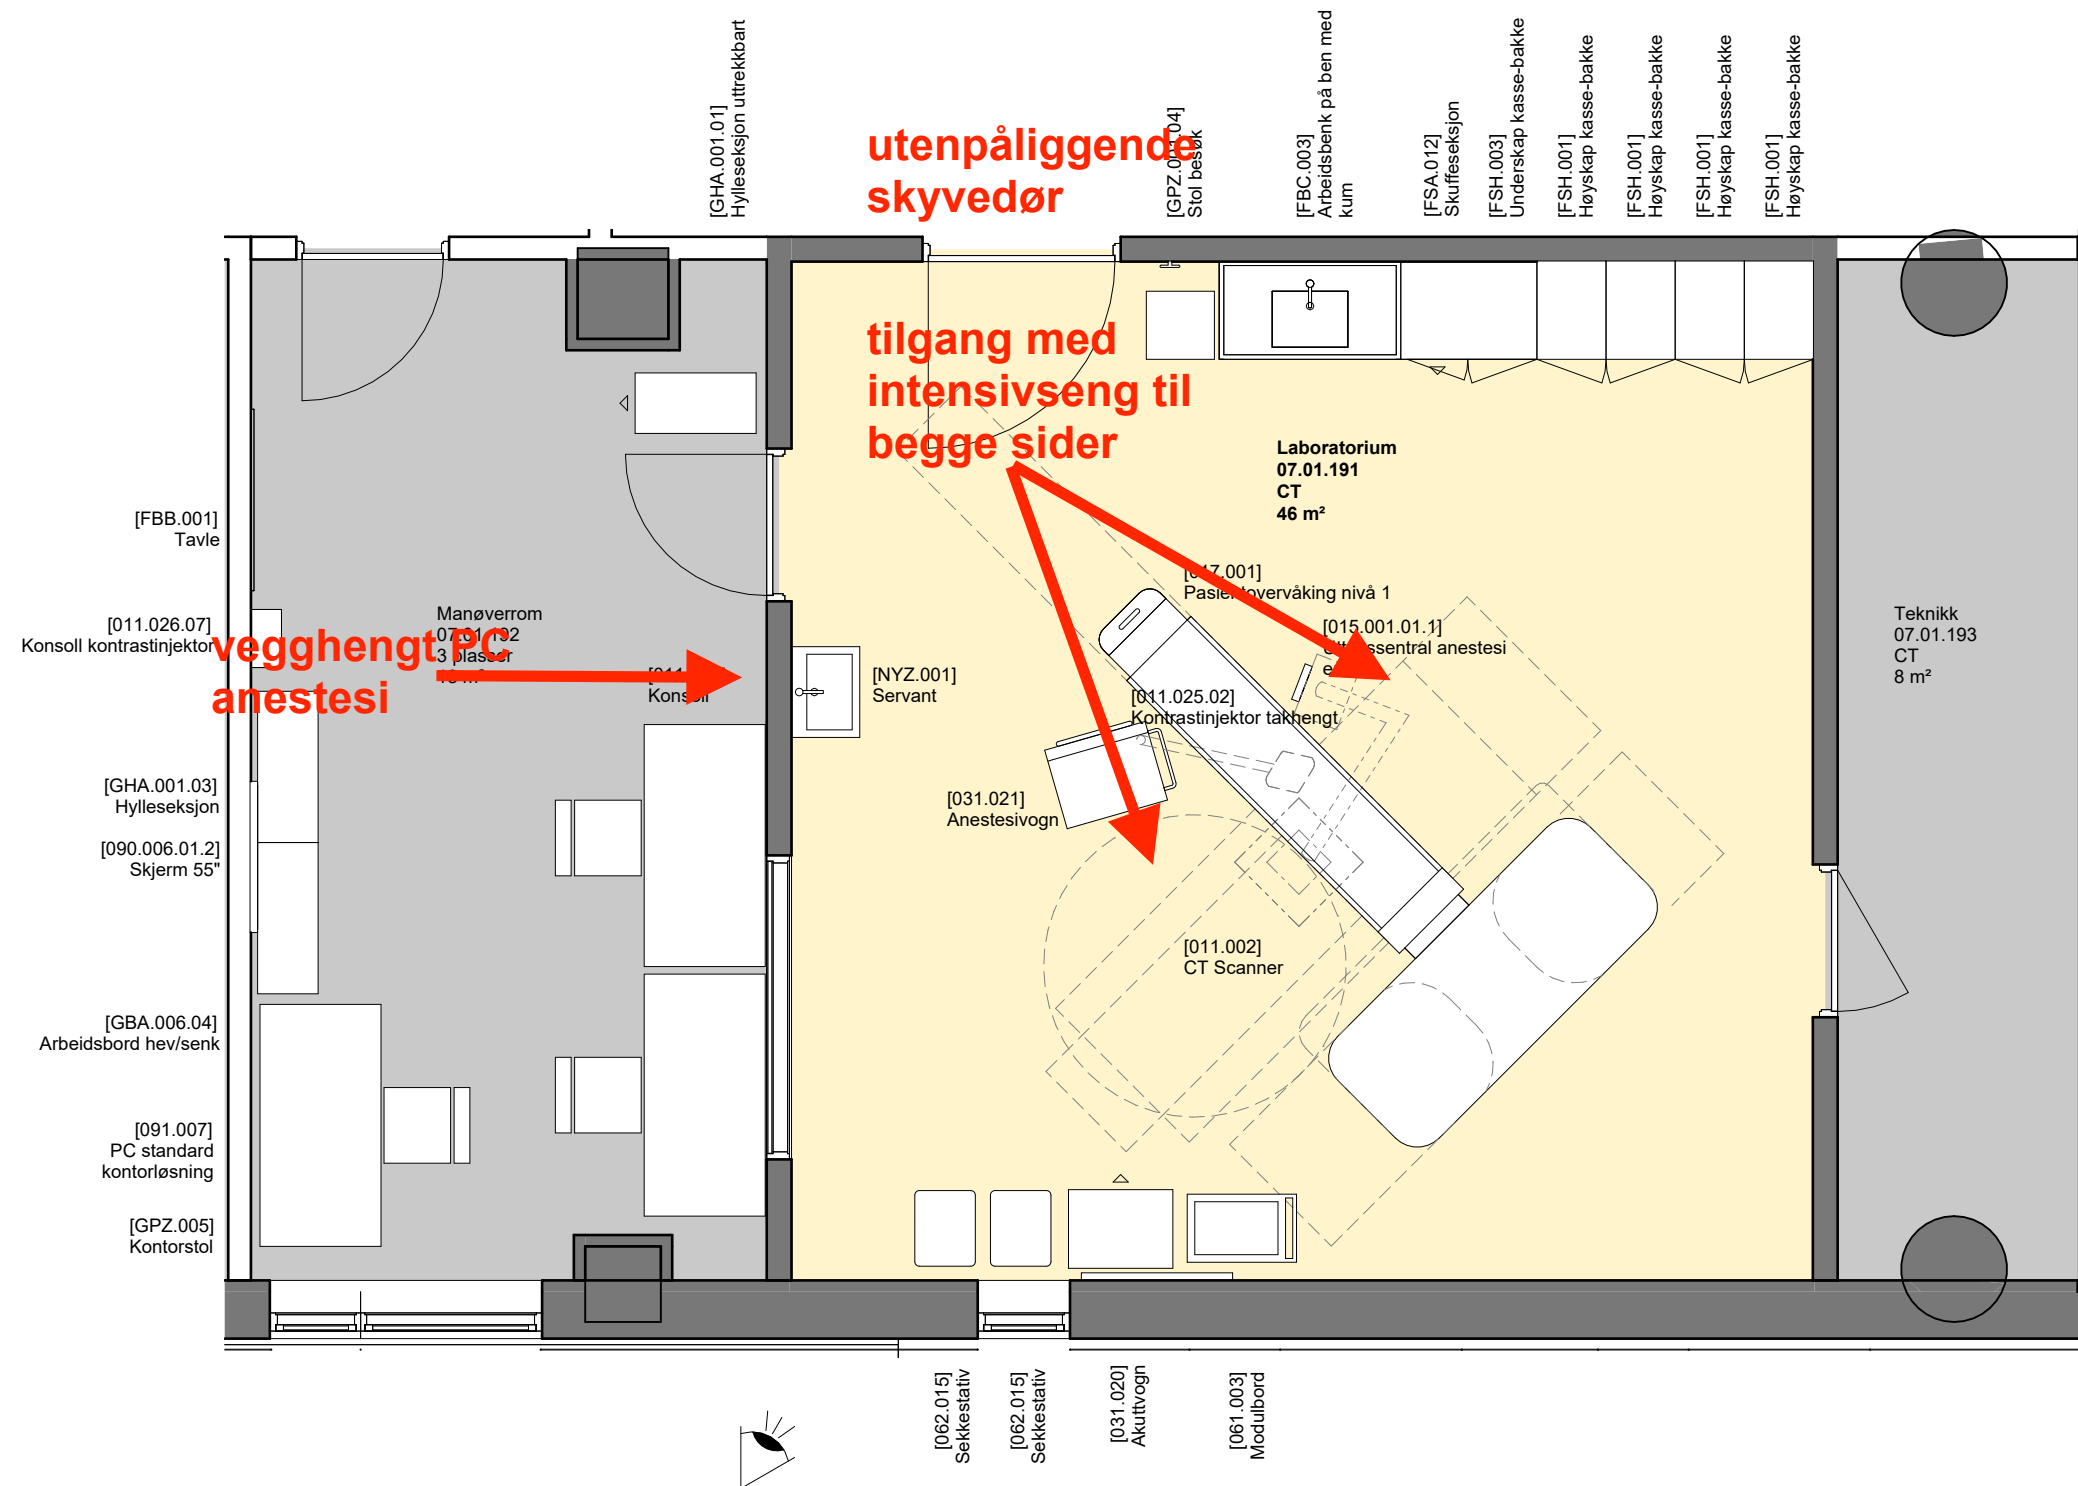 [GHA.001.01]
Hylleseksjon uttrekkbart
utenpåliggende
skyvedør
Stol besøk
[FBC.003]
Arbeidsbenk på ben med
kum
[FSA.012]
Skuffeseksjon
[FSH.003]
Underskap kasse-bakke
[FSH.001]
Høyskap kasse-bakke
[FSH.001]
Høyskap kasse-bakke
[FSH.001]
Høyskap kasse-bakke
[FSH.001]
Høyskap kasse-bakke
tilgang med
intensivseng til
begge sider
Laboratorium
07.01.191
CT
46 m²
[FBB.001]
Tavle
[011.026.07]
Konsoll kontrastinjektor
Manøverrom
07.01.192
3 plasser
vegghengt PC
anestesi
Konsoll
[NYZ.001]
Servant
[017.001]
Pasientovervåking nivå 1
[015.001.01.1]
anestesi
[011.025.02]
Kontrastinjektor takhengt
[031.021]
Anestesivogn
[011.002]
CT Scanner
Teknikk
07.01.193
CT
8 m²
[GHA.001.03]
Hylleseksjon
[090.006.01.2]
Skjerm 55"
[GBA.006.04]
Arbeidsbord hev/senk
[091.007]
PC standard
kontorløsning
[GPZ.005]
Kontorstol
[062.015]
Sekkestativ
[062.015]
Sekkestativ
[031.020]
Akuttvogn
[061.003]
Modulbord